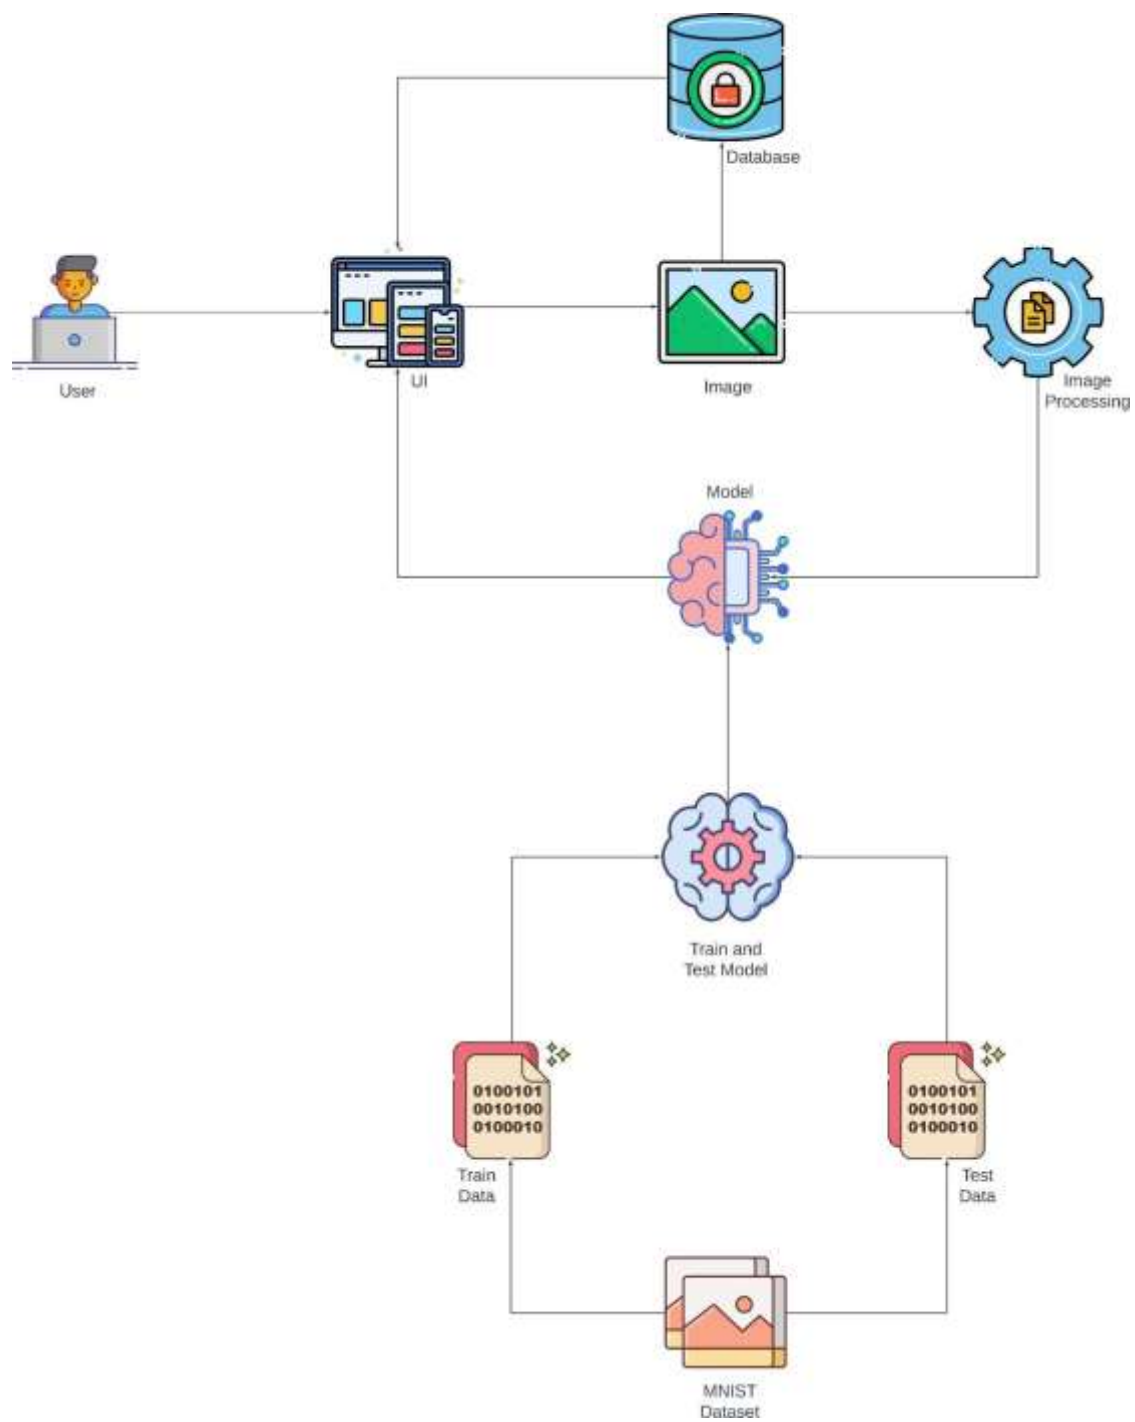 Database
User
UI
Image
Image
Processing
Model
Train and
Test Model
0100101
0010100
0100010
0100101
0010100
0100010
Train
Data
Test
Data
MNIST
Dataset